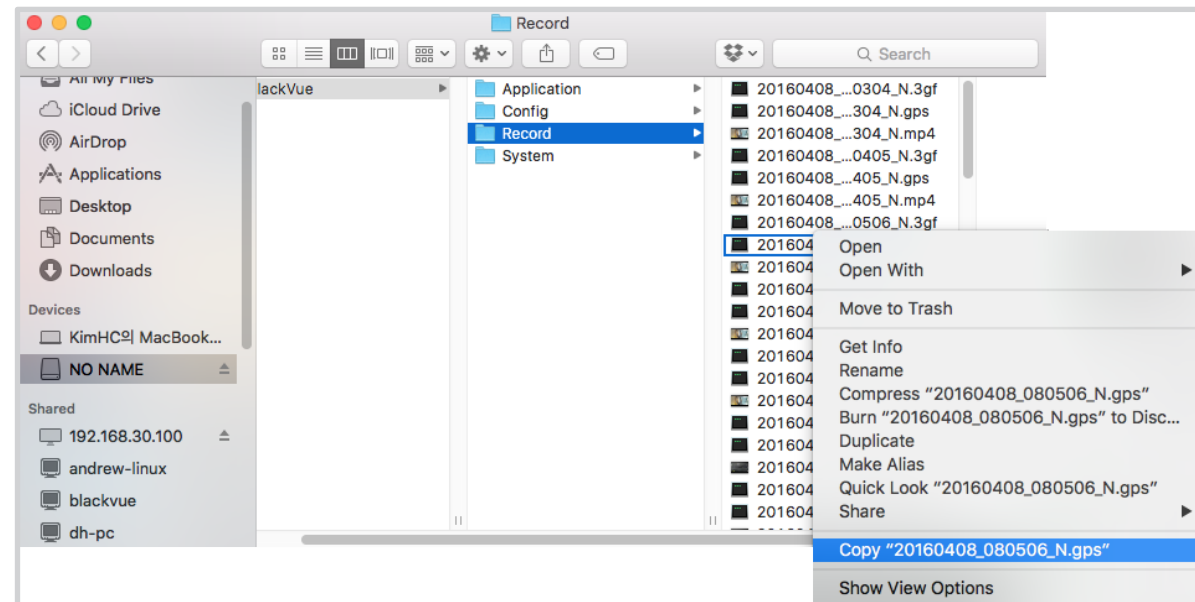 Record
Search
All My Files
iCloud Drive
AirDrop
Applications
Desktop
Documents
Downloads
Devices
KimHC의 MacBook...
NO NAME
Shared
192.168.30.100
andrew-linux
blackvue
dh-pc
lackVue
Application
Config
Record
System
20160408_...0304_N.3gf
20160408_...304_N.gps
20160408_...304_N.mp4
20160408_...0405_N.3gf
20160408_...405_N.gps
20160408_...405_N.mp4
20160408_...0506_N.3gf
201604
201604
201604
201604
201604
201604
201604
201604
201604
201604
201604
201604
201604
Open
Open With
Move to Trash
Get Info
Rename
Compress “20160408_080506_N.gps”
Burn “20160408_080506_N.gps” to Disc...
Duplicate
Make Alias
Quick Look “20160408_080506_N.gps”
Share
Copy “20160408_080506_N.gps”
Show View Options